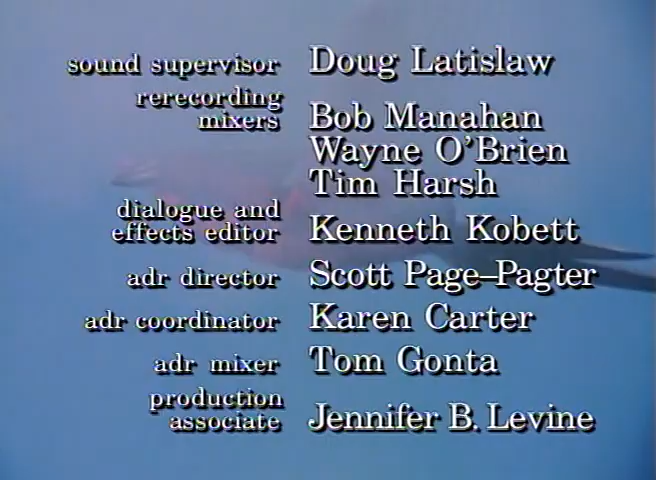 sound supervisor Doug Latislaw
rerecording
mixers Bob Manahan
Wayne O'Brien
Tim Harsh
dialogue and
effects editor Kenneth Kobett
adr director Scott Page–Pagter
adr coordinator Karen Carter
adr mixer Tom Gonta
production
associate Jennifer B. Levine